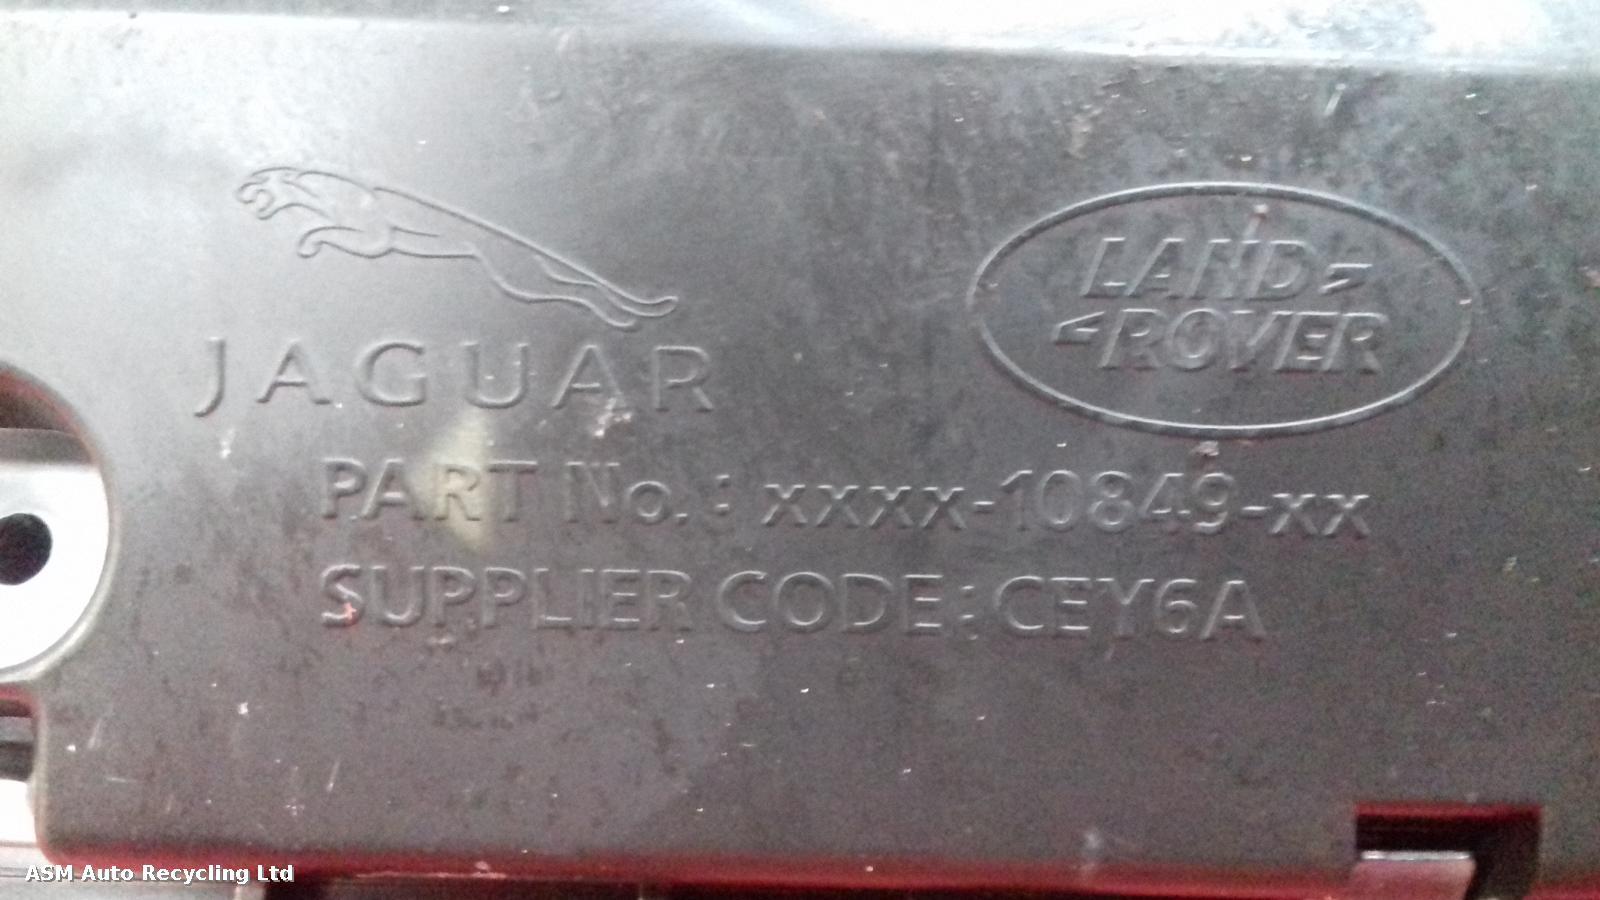 JAGUAR
LAND
ROVER
PART No.: xxxx-10849-xx
SUPPLIER CODE: CEY6A
ASM Auto Recycling Ltd